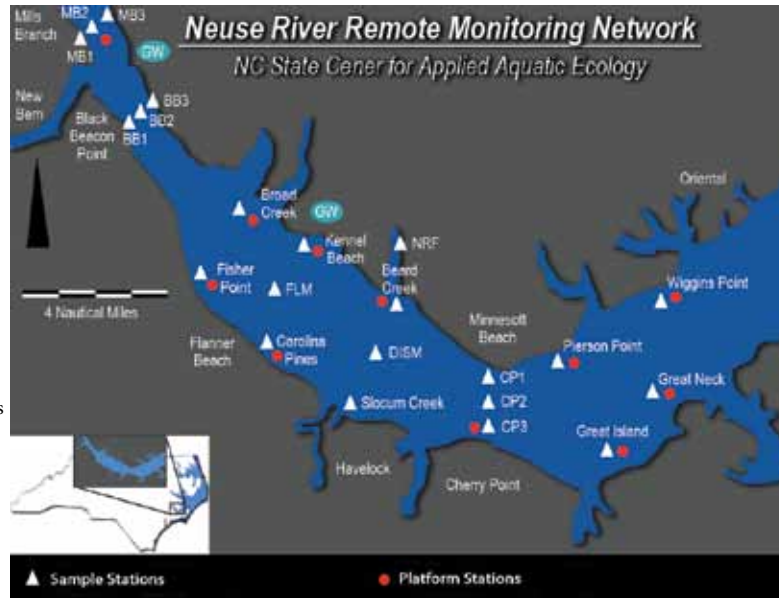 Neuse River Remote Monitoring Network
NC State Cener for Applied Aquatic Ecology
Mills
Branch
MB2
MB3
MB1
GW
New
Bern
Black
Beacon
Point
BB3
BB2
BB1
Oriental
Broad
Creek
GW
Kennel
Beach
NRF
Fisher
Point
FLM
Beard
Creek
Wiggins Point
4 Nautical Miles
Minnesott
Beach
Flanner
Beach
Carolina
Pines
DISM
Pierson Point
CP1
Great Neck
Slocum Creek
CP2
s
CP3
Great Island
Havelock
Cherry Point
Sample Stations
Platform Stations